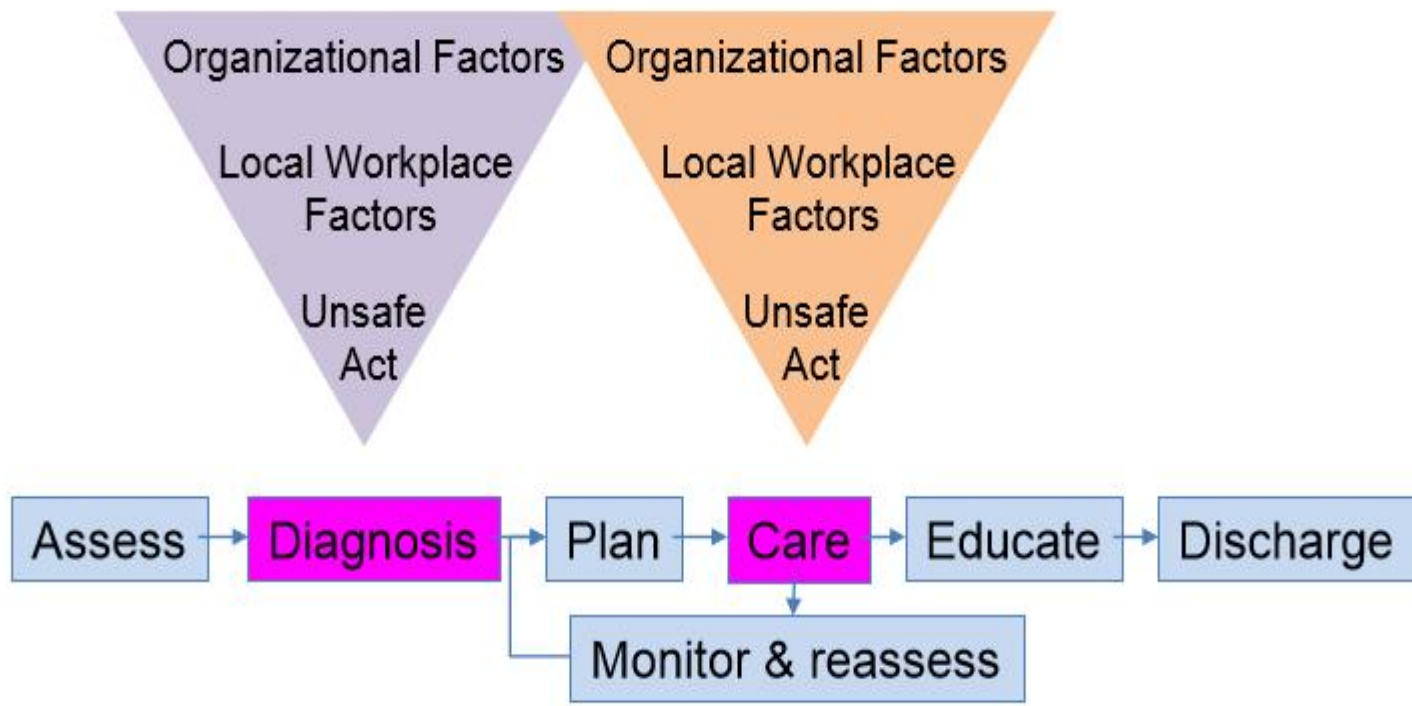 Organizational Factors
Local Workplace
Factors
Unsafe
Act
Organizational Factors
Local Workplace
Factors
Unsafe
Act
Assess
Diagnosis
Plan
Care
Educate
Discharge
Monitor & reassess